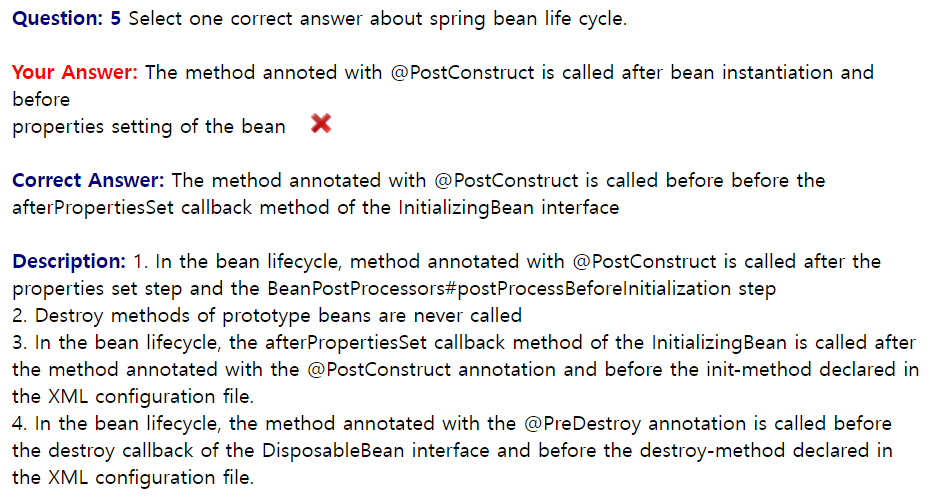 Question: 5 Select one correct answer about spring bean life cycle.
Your Answer: The method annoted with @PostConstruct is called after bean instantiation and
before
properties setting of the bean
Correct Answer: The method annotated with @PostConstruct is called before before the
afterPropertiesSet callback method of the InitializingBean interface
Description: 1. In the bean lifecycle, method annotated with @PostConstruct is called after the
properties set step and the BeanPostProcessors#postProcessBeforeInitialization step
2. Destroy methods of prototype beans are never called
3. In the bean lifecycle, the afterPropertiesSet callback method of the InitializingBean is called after
the method annotated with the @PostConstruct annotation and before the init-method declared in
the XML configuration file.
4. In the bean lifecycle, the method annotated with the @PreDestroy annotation is called before
the destroy callback of the DisposableBean interface and before the destroy-method declared in
the XML configuration file.